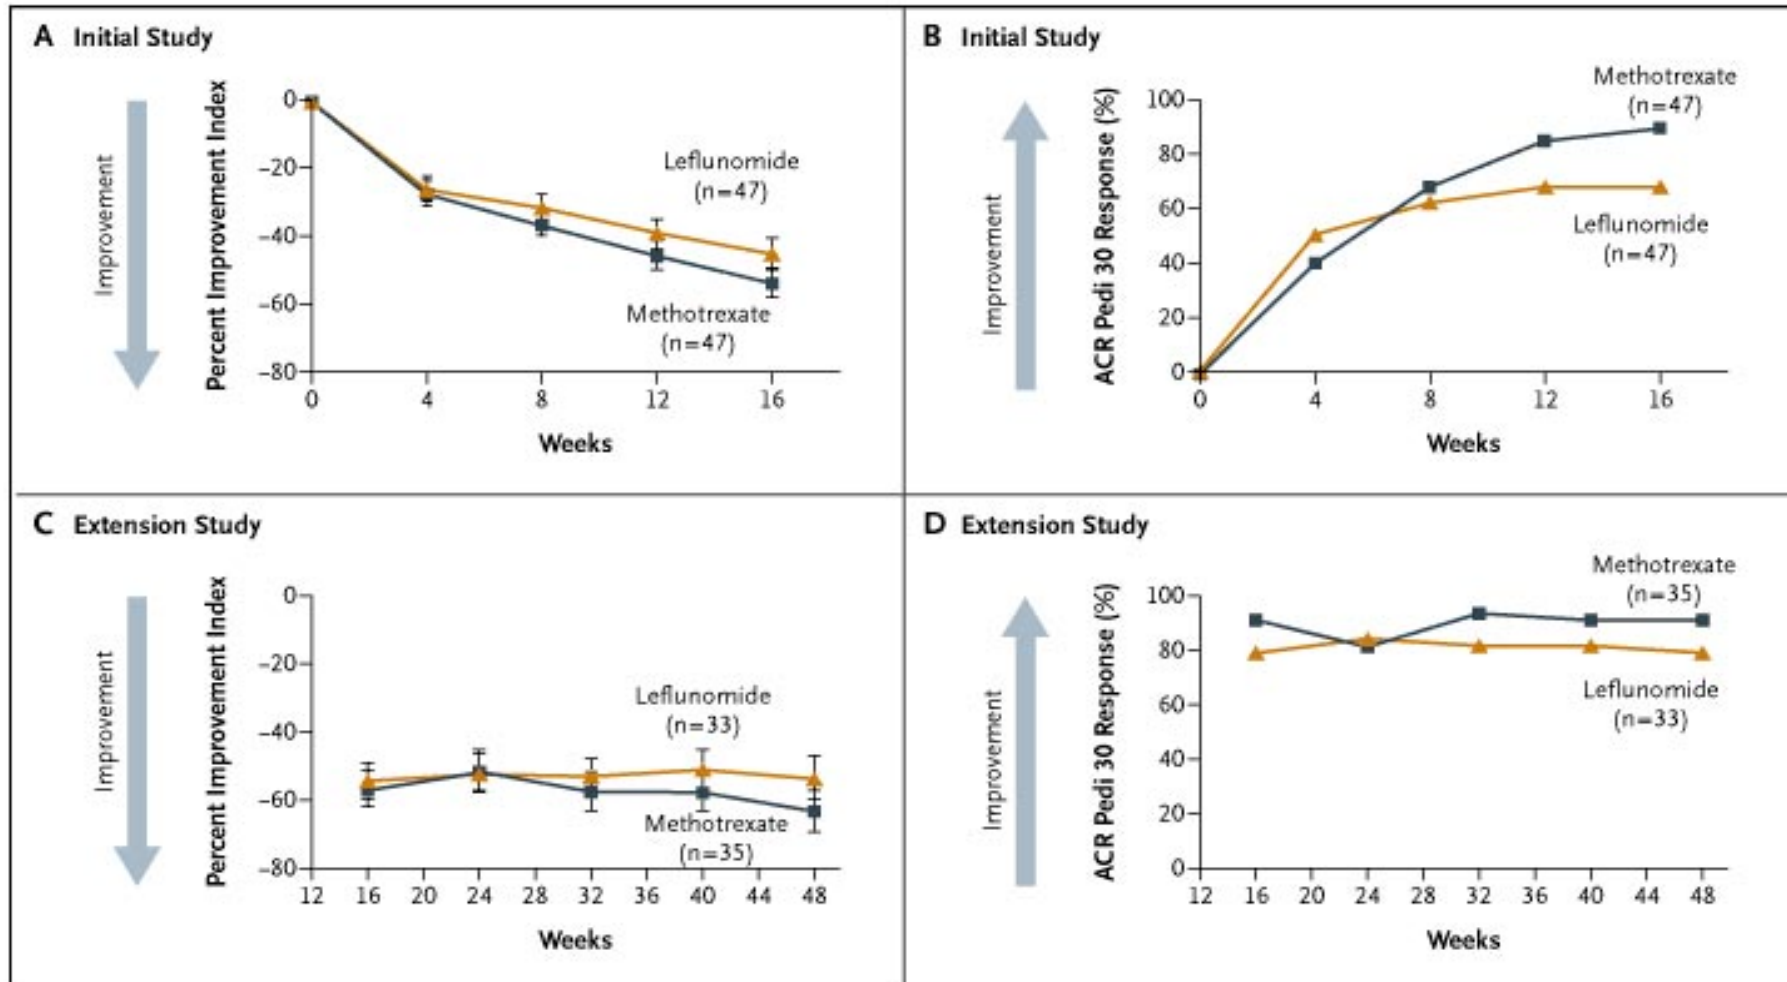 A Initial Study
Improvement
Percent Improvement Index
0
–20
–40
–60
–80
Leflunomide
(n=47)
Methotrexate
(n=47)
0 4 8 12 16
Weeks
B Initial Study
Improvement
ACR Pedi 30 Response (%)
100
80
60
40
20
0
Methotrexate
(n=47)
Leflunomide
(n=47)
0 4 8 12 16
Weeks
C Extension Study
Improvement
Percent Improvement Index
0
–20
–40
–60
–80
Leflunomide
(n=33)
Methotrexate
(n=35)
12 16 20 24 28 32 36 40 44 48
Weeks
D Extension Study
Improvement
ACR Pedi 30 Response (%)
100
80
60
40
20
0
Methotrexate
(n=35)
Leflunomide
(n=33)
12 16 20 24 28 32 36 40 44 48
Weeks